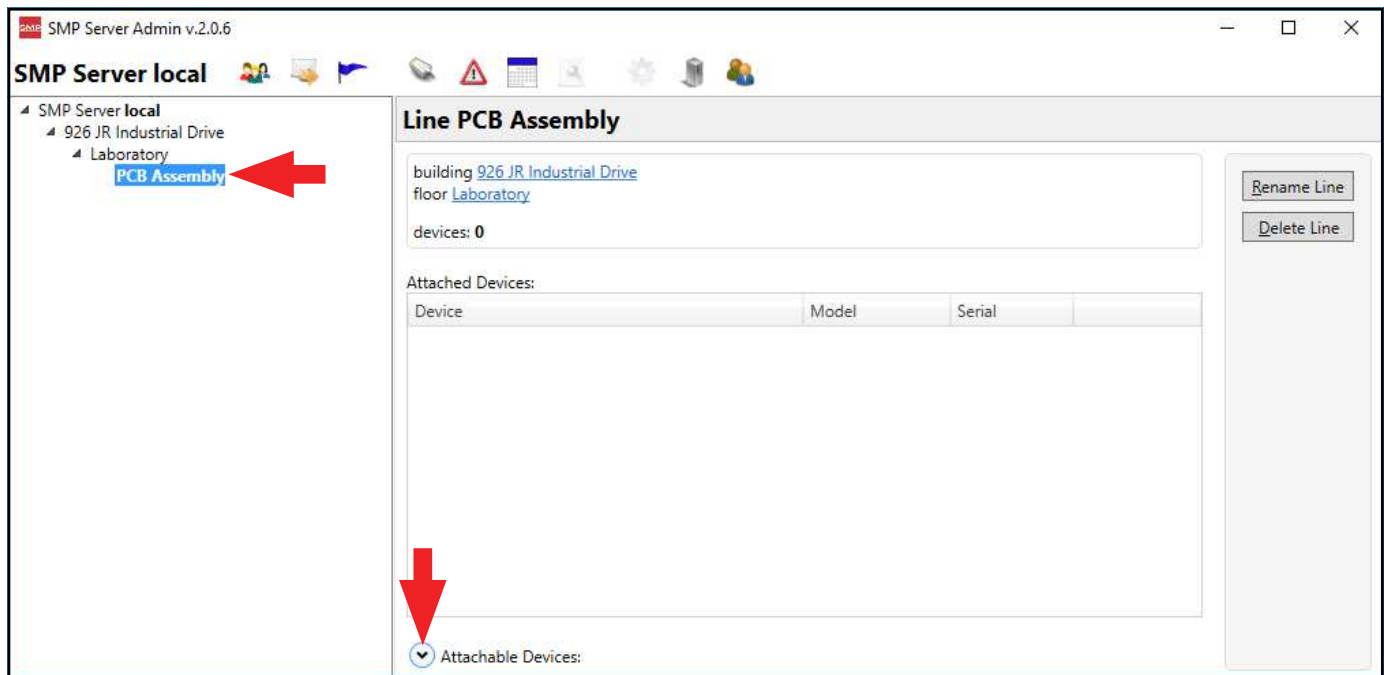 SMP SMP Server Admin v.2.0.6
SMP Server local
SMP Server local
926 JR Industrial Drive
Laboratory
PCB Assembly
Line PCB Assembly
building 926 JR Industrial Drive
floor Laboratory
devices: 0
Rename Line
Delete Line
Attached Devices:
Device Model Serial
Attachable Devices: